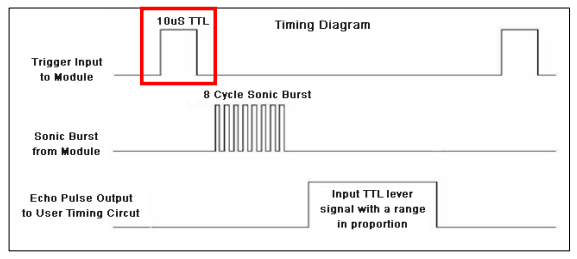 10uS TTL
Timing Diagram
Trigger Input
to Module
8 Cycle Sonic Burst
Sonic Burst
from Module
Echo Pulse Output
to User Timing Circut
Input TTL lever
signal with a range
in proportion